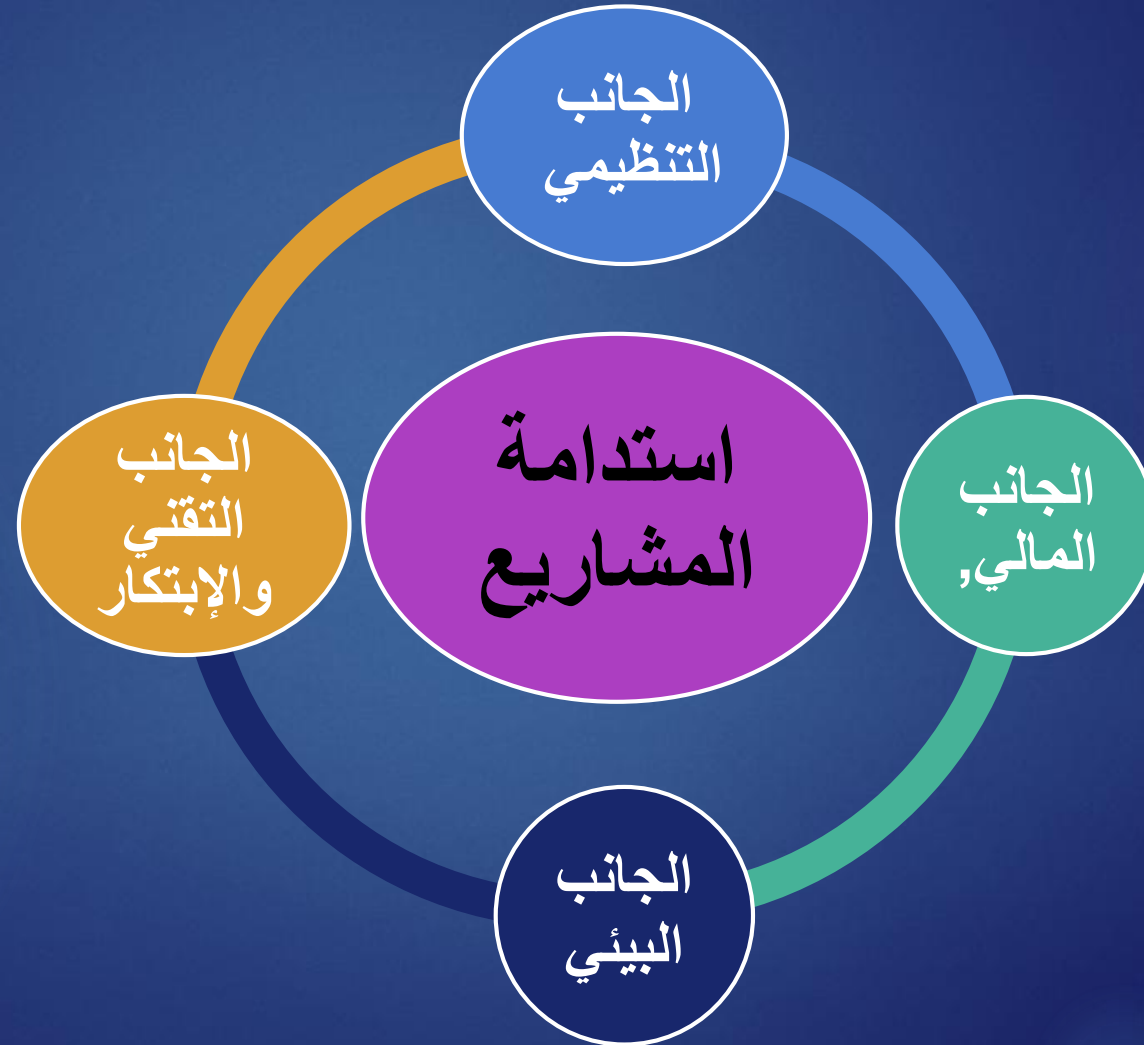 الجانب
التنظيمي
استدامة
المشاريع
الجانب
المالي,
الجانب
البيئي
الجانب
التقني
والإبتكار